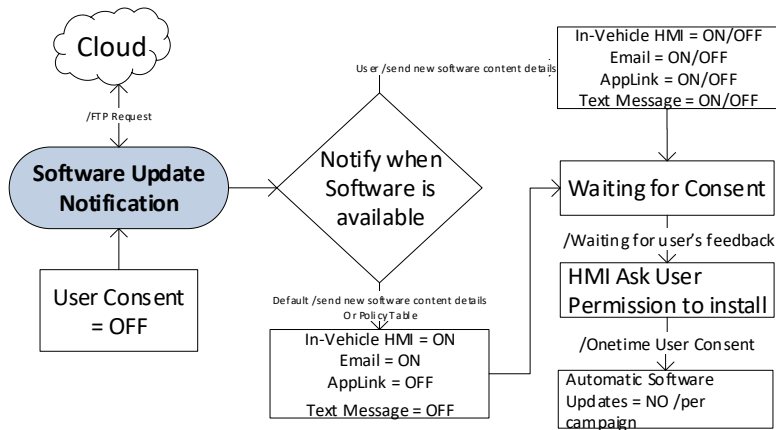 Cloud
/FTP Request
Software Update
Notification
User Consent
= OFF
Notify when
Software is
available
User /send new software content details
In-Vehicle HMI = ON/OFF
Email = ON/OFF
AppLink = ON/OFF
Text Message = ON/OFF
Default /send new software content details
Or Policy Table
In-Vehicle HMI = ON
Email = ON
AppLink = OFF
Text Message = OFF
Waiting for Consent
/Waiting for user's feedback
HMI Ask User
Permission to install
/Onetime User Consent
Automatic Software
Updates = NO /per
campaign